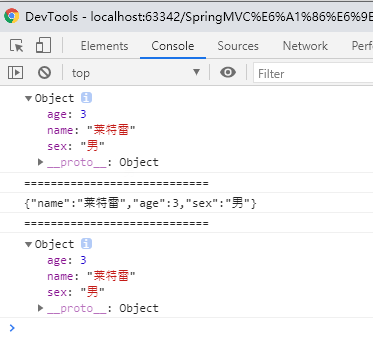 DevTools - localhost:63342/SpringMVC%E6%A1%86%E6%9E
Elements Console Sources Network
top Filter
▼Object i
age: 3
name: "莱特雷"
sex: "男"
▶__proto__: Object
===========================
{"name":"莱特雷","age":3,"sex":"男"}
===========================
▼Object i
age: 3
name: "莱特雷"
sex: "男"
▶__proto__: Object
>